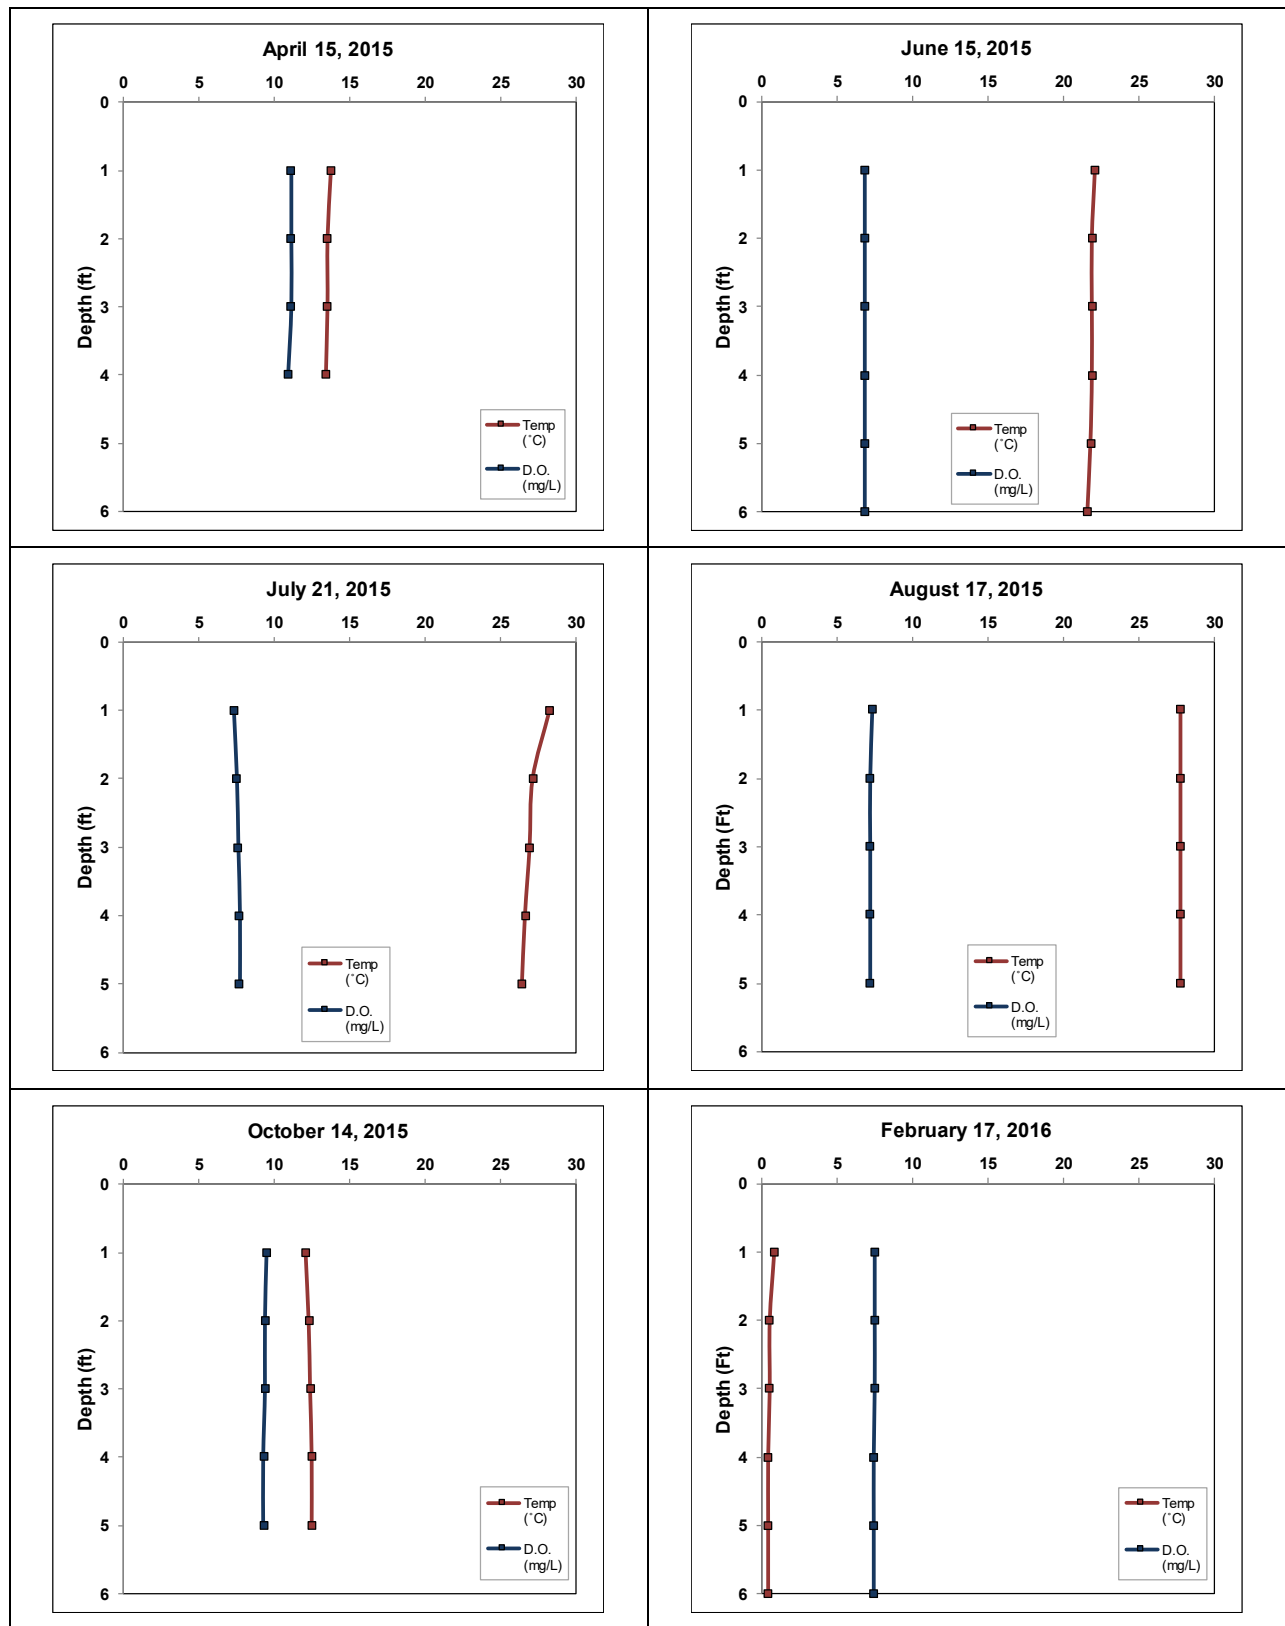 April 15, 2015
0 5 10 15 20 25 30
0
1
2
3
4
5
6
Depth (ft)
Temp
(˚C)
D.O.
(mg/L)
June 15, 2015
0 5 10 15 20 25 30
0
1
2
3
4
5
6
Depth (ft)
Temp
(˚C)
D.O.
(mg/L)
July 21, 2015
0 5 10 15 20 25 30
0
1
2
3
4
5
6
Depth (ft)
Temp
(˚C)
D.O.
(mg/L)
August 17, 2015
0 5 10 15 20 25 30
0
1
2
3
4
5
6
Depth (Ft)
Temp
(˚C)
D.O.
(mg/L)
October 14, 2015
0 5 10 15 20 25 30
0
1
2
3
4
5
6
Depth (ft)
Temp
(˚C)
D.O.
(mg/L)
February 17, 2016
0 5 10 15 20 25 30
0
1
2
3
4
5
6
Depth (Ft)
Temp
(˚C)
D.O.
(mg/L)